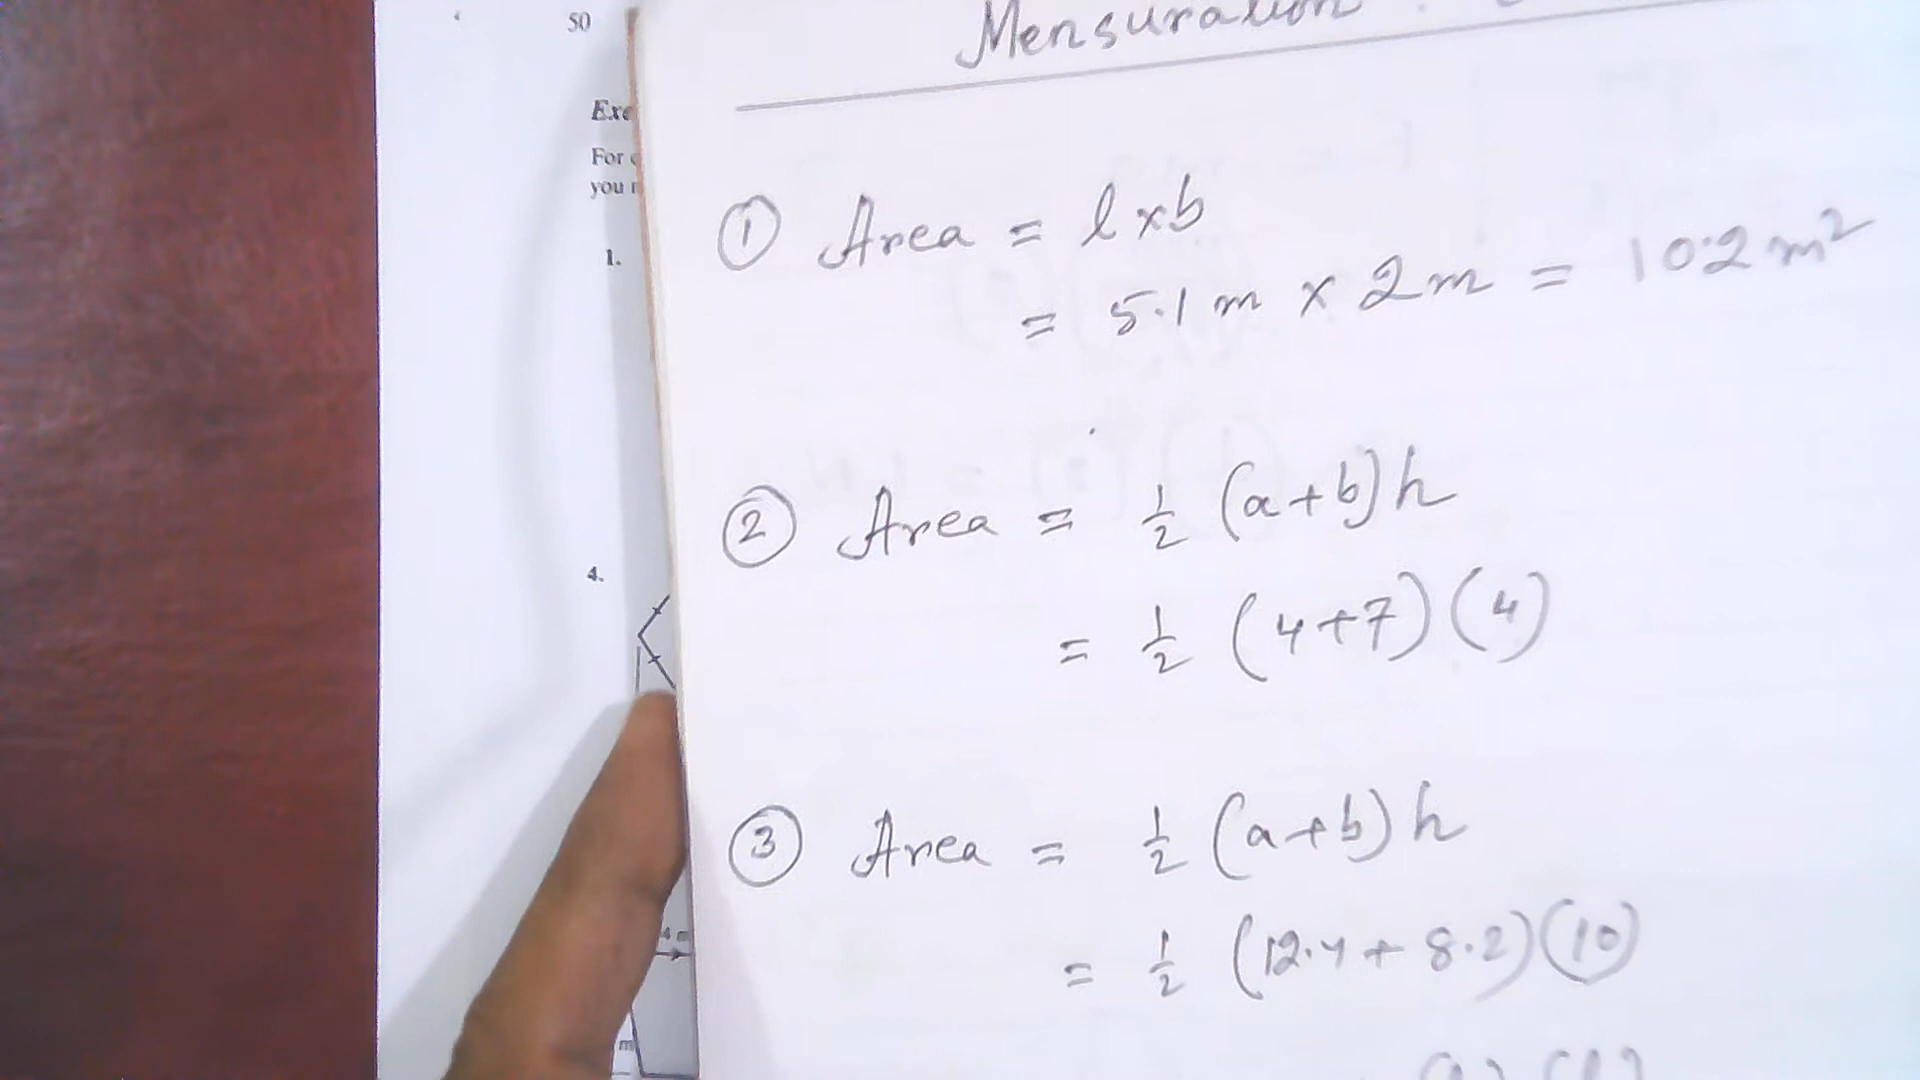 50
Mensuration
Exe
For
you
1.
① Area = l × b
= 5.1 m × 2 m = 10.2 m²
② Area = 1/2 (a+b) h
= 1/2 (4+7) (4)
4.
③ Area = 1/2 (a+b) h
= 1/2 (12.4 + 8.2) (10)
4 m
m